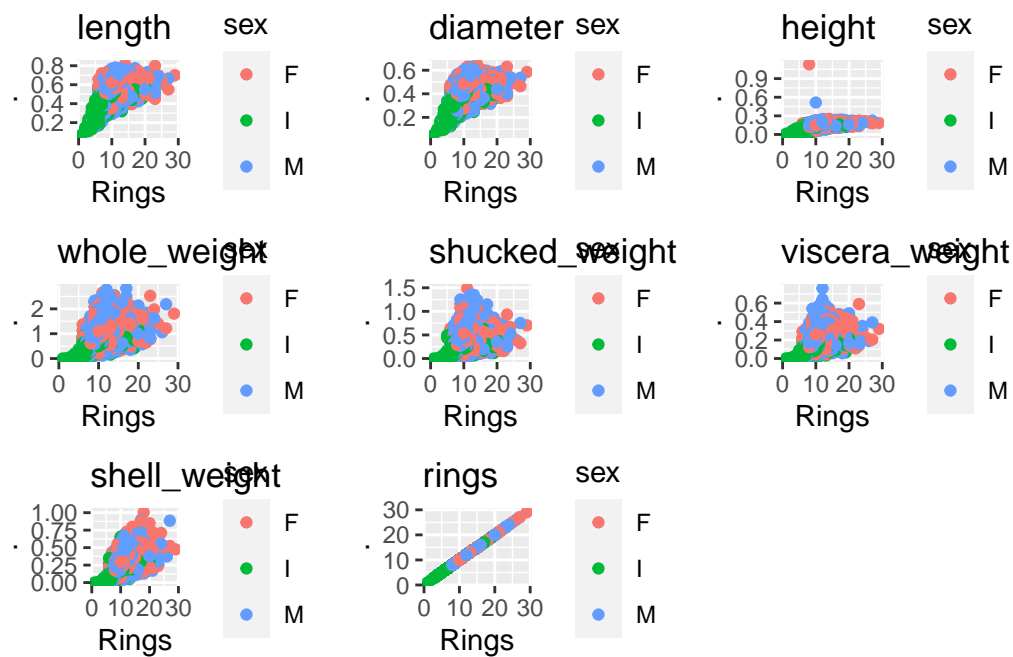 length
sex
0.8
0.6
0.4
0.2
0 10 20 30
Rings
F
I
M
diameter
sex
0.6
0.4
0.2
0 10 20 30
Rings
F
I
M
height
sex
0.9
0.6
0.3
0.0
0 10 20 30
Rings
F
I
M
whole_weight
sex
2
1
0
0 10 20 30
Rings
F
I
M
shucked_weight
sex
1.5
1.0
0.5
0.0
0 10 20 30
Rings
F
I
M
viscera_weight
sex
0.6
0.4
0.2
0.0
0 10 20 30
Rings
F
I
M
shell_weight
sex
1.00
0.75
0.50
0.25
0.00
0 10 20 30
Rings
F
I
M
rings
sex
30
20
10
0
0 10 20 30
Rings
F
I
M